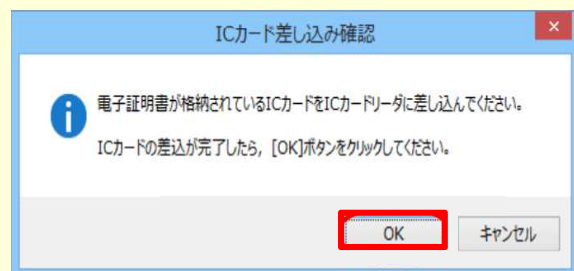 ICカード差し込み確認
電子証明書が格納されているICカードをICカードリーダに差し込んでください。
ICカードの差込が完了したら, [OK]ボタンをクリックしてください。
OK
キャンセル